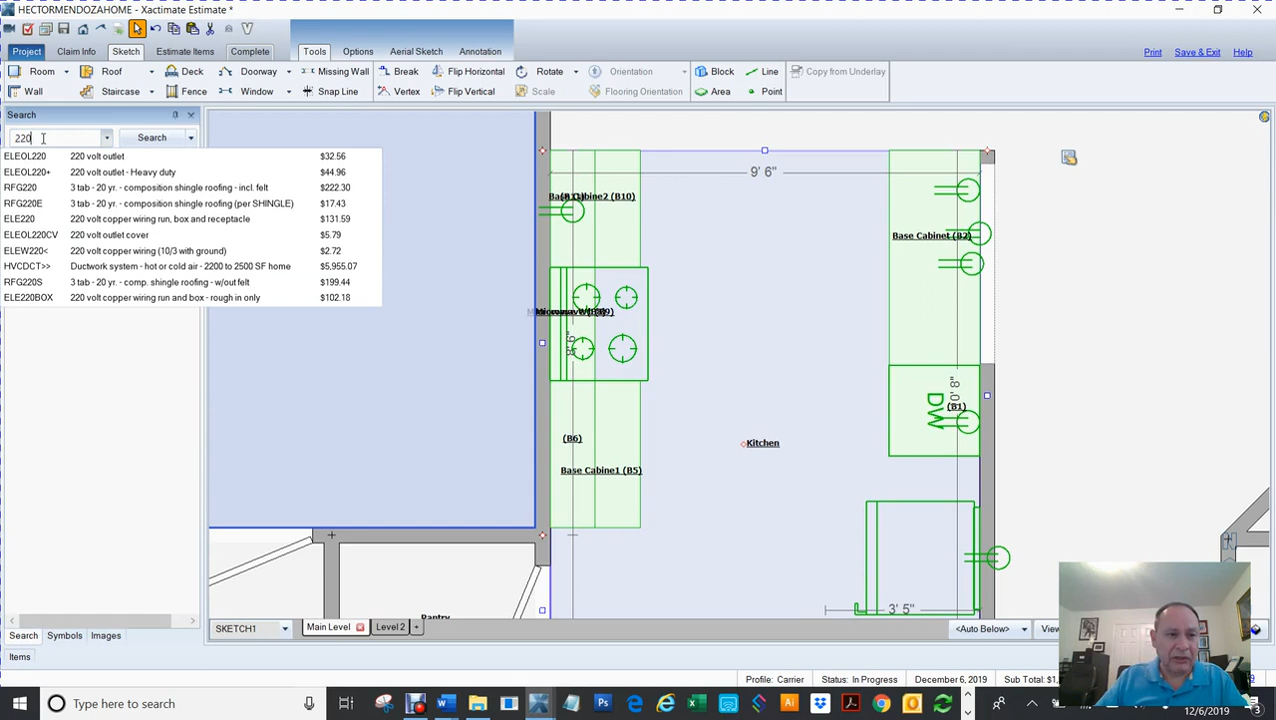 HECTORMENDOZAHOME - Xactimate Estimate *
Project Claim Info Sketch Estimate Items Complete Tools Options Aerial Sketch Annotation Print Save & Exit Help
Room Roof Deck Doorway Missing Wall Break Flip Horizontal Rotate Orientation Block Line Copy from Underlay
Wall Staircase Fence Window Snap Line Vertex Flip Vertical Scale Flooring Orientation Area Point
Search
220 Search
ELEOL220 220 volt outlet $32.56
ELEOL220+ 220 volt outlet - Heavy duty $44.96
RFG220 3 tab - 20 yr. - composition shingle roofing - incl. felt $222.30
RFG220E 3 tab - 20 yr. - composition shingle roofing (per SHINGLE) $17.43
ELE220 220 volt copper wiring run, box and receptacle $131.59
ELEOL220CV 220 volt outlet cover $5.79
ELEW220< 220 volt copper wiring (10/3 with ground) $2.72
HVCDCT>> Ductwork system - hot or cold air - 2200 to 2500 SF home $5,955.07
RFG220S 3 tab - 20 yr. - comp. shingle roofing - w/out felt $199.44
ELE220BOX 220 volt copper wiring run and box - rough in only $102.18
9' 6"
(B10)
Base Cabinet (B2)
DW
(B1)
(B6)
Kitchen
Base Cabine1 (B5)
3' 5"
Pantry
SKETCH1 Main Level Level 2 + <Auto Below>
Search Symbols Images
Items
Profile: Carrier Status: In Progress December 6, 2019
Type here to search
12/6/2019
3